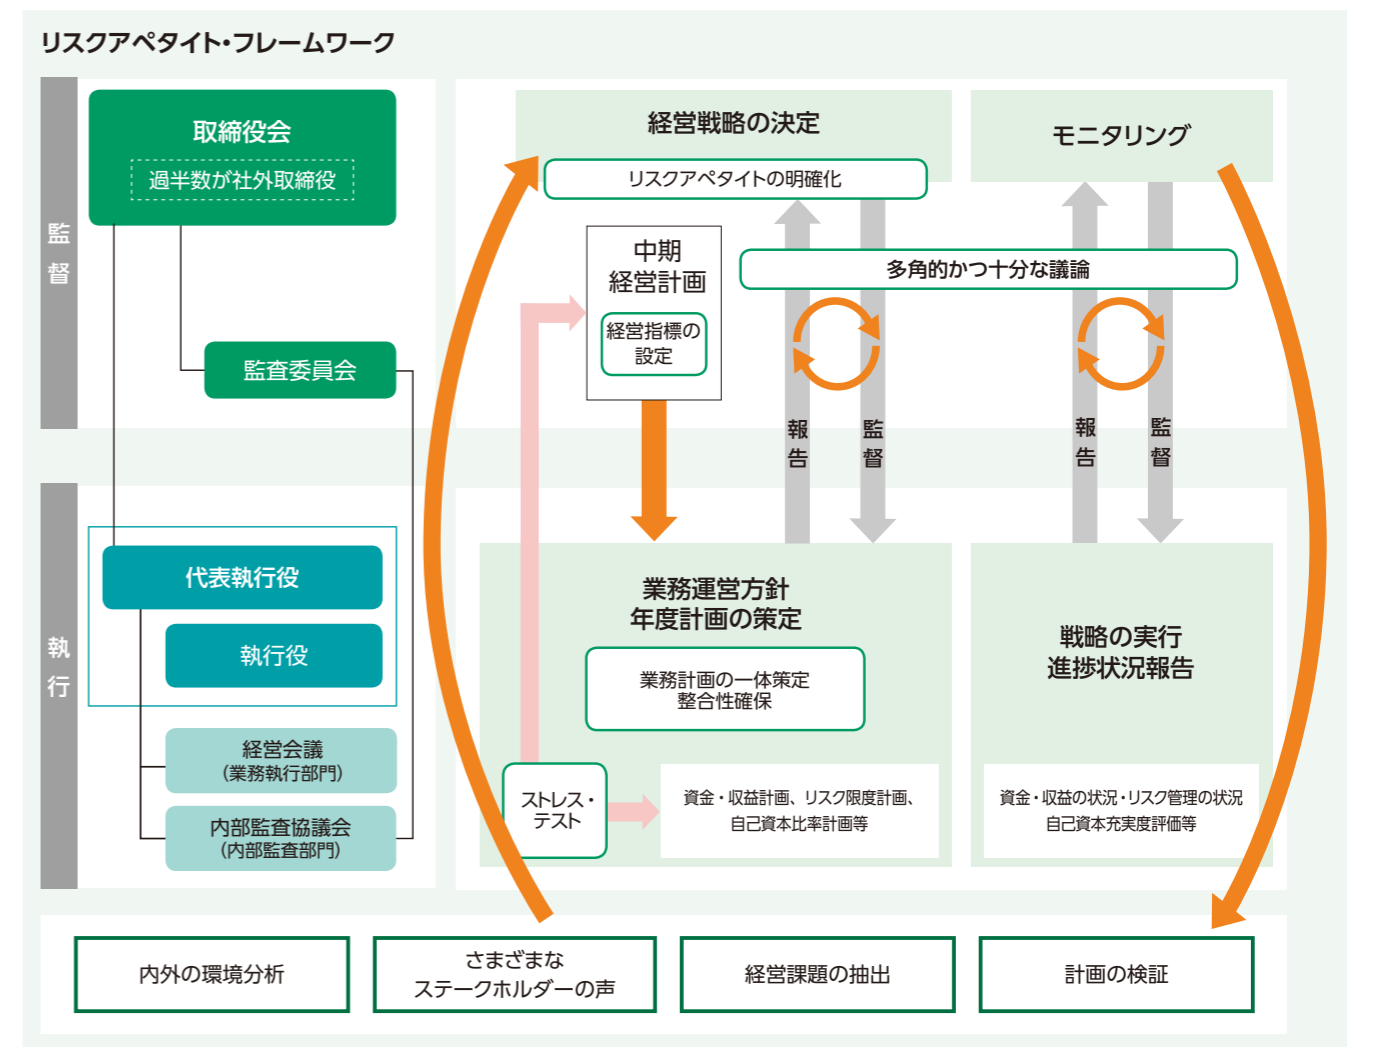 リスクアペタイト・フレームワーク
監督
取締役会
過半数が社外取締役
監査委員会
経営戦略の決定
リスクアペタイトの明確化
モニタリング
中期
経営計画
経営指標の
設定
多角的かつ十分な議論
報告
監督
報告
監督
執行
代表執行役
執行役
経営会議
(業務執行部門)
内部監査協議会
(内部監査部門)
業務運営方針
年度計画の策定
業務計画の一体策定
整合性確保
ストレス・
テスト
資金・収益計画、リスク限度計画、
自己資本比率計画等
戦略の実行
進捗状況報告
資金・収益の状況・リスク管理の状況
自己資本充実度評価等
内外の環境分析
さまざまな
ステークホルダーの声
経営課題の抽出
計画の検証